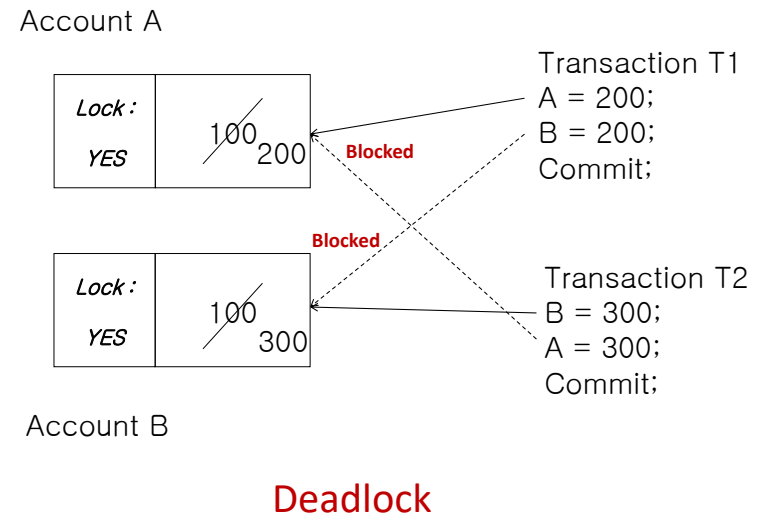 Account A
Lock :
YES
100
200
Blocked
Transaction T1
A = 200;
B = 200;
Commit;
Blocked
Lock :
YES
100
300
Transaction T2
B = 300;
A = 300;
Commit;
Account B
Deadlock